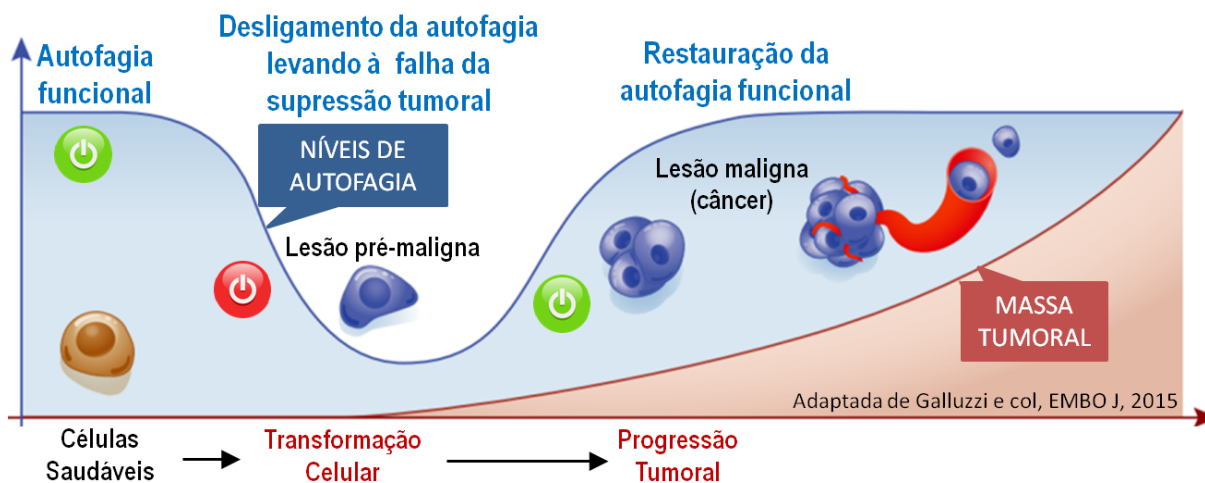 Autofagia
funcional
Desligamento da autofagia
levando à falha da
supressão tumoral
Restauração da
autofagia funcional
NÍVEIS DE
AUTOFAGIA
Lesão pré-maligna
Lesão maligna
(câncer)
MASSA
TUMORAL
Adaptada de Galluzzi e col, EMBO J, 2015
Células
Saudáveis
Transformação
Celular
Progressão
Tumoral